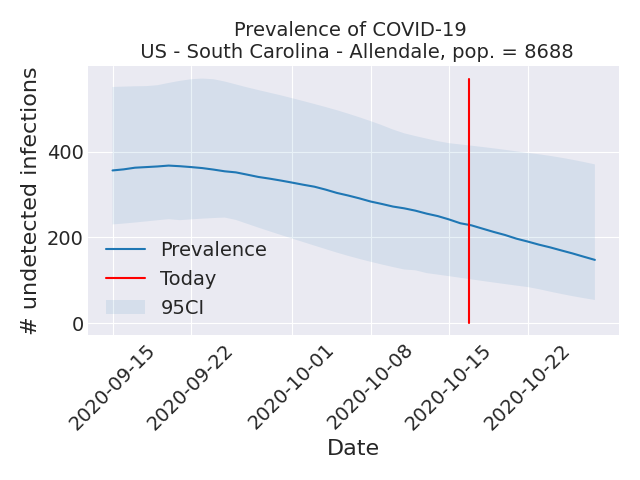 Prevalence of COVID-19
US - South Carolina - Allendale, pop. = 8688
# undetected infections
400
200
0
Prevalence
Today
95CI
2020-09-15
2020-09-22
2020-10-01
2020-10-08
2020-10-15
2020-10-22
Date